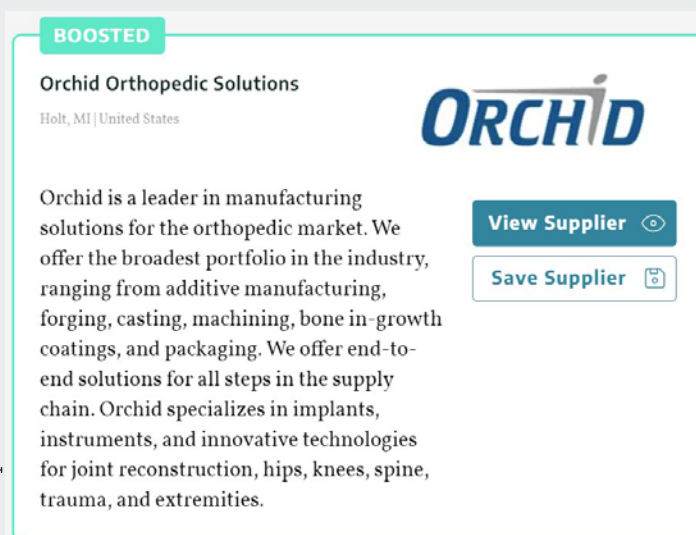 BOOSTED
Orchid Orthopedic Solutions
Holt, MI | United States
ORCHiD
Orchid is a leader in manufacturing
solutions for the orthopedic market. We
offer the broadest portfolio in the industry,
ranging from additive manufacturing,
forging, casting, machining, bone in-growth
coatings, and packaging. We offer end-to-
end solutions for all steps in the supply
chain. Orchid specializes in implants,
instruments, and innovative technologies
for joint reconstruction, hips, knees, spine,
trauma, and extremities.
View Supplier
Save Supplier